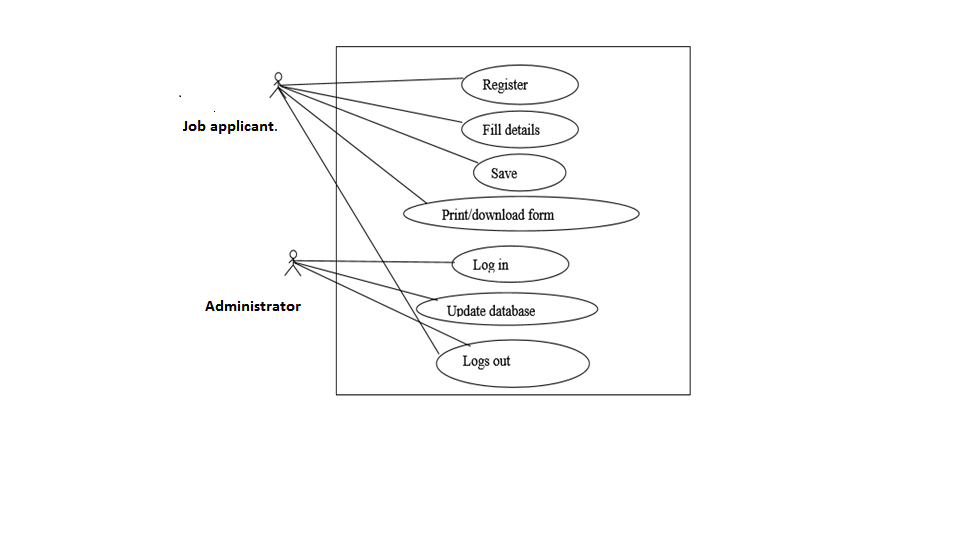 Register
Job applicant.
Fill details
Save
Print/download form
Log in
Administrator
Update database
Logs out